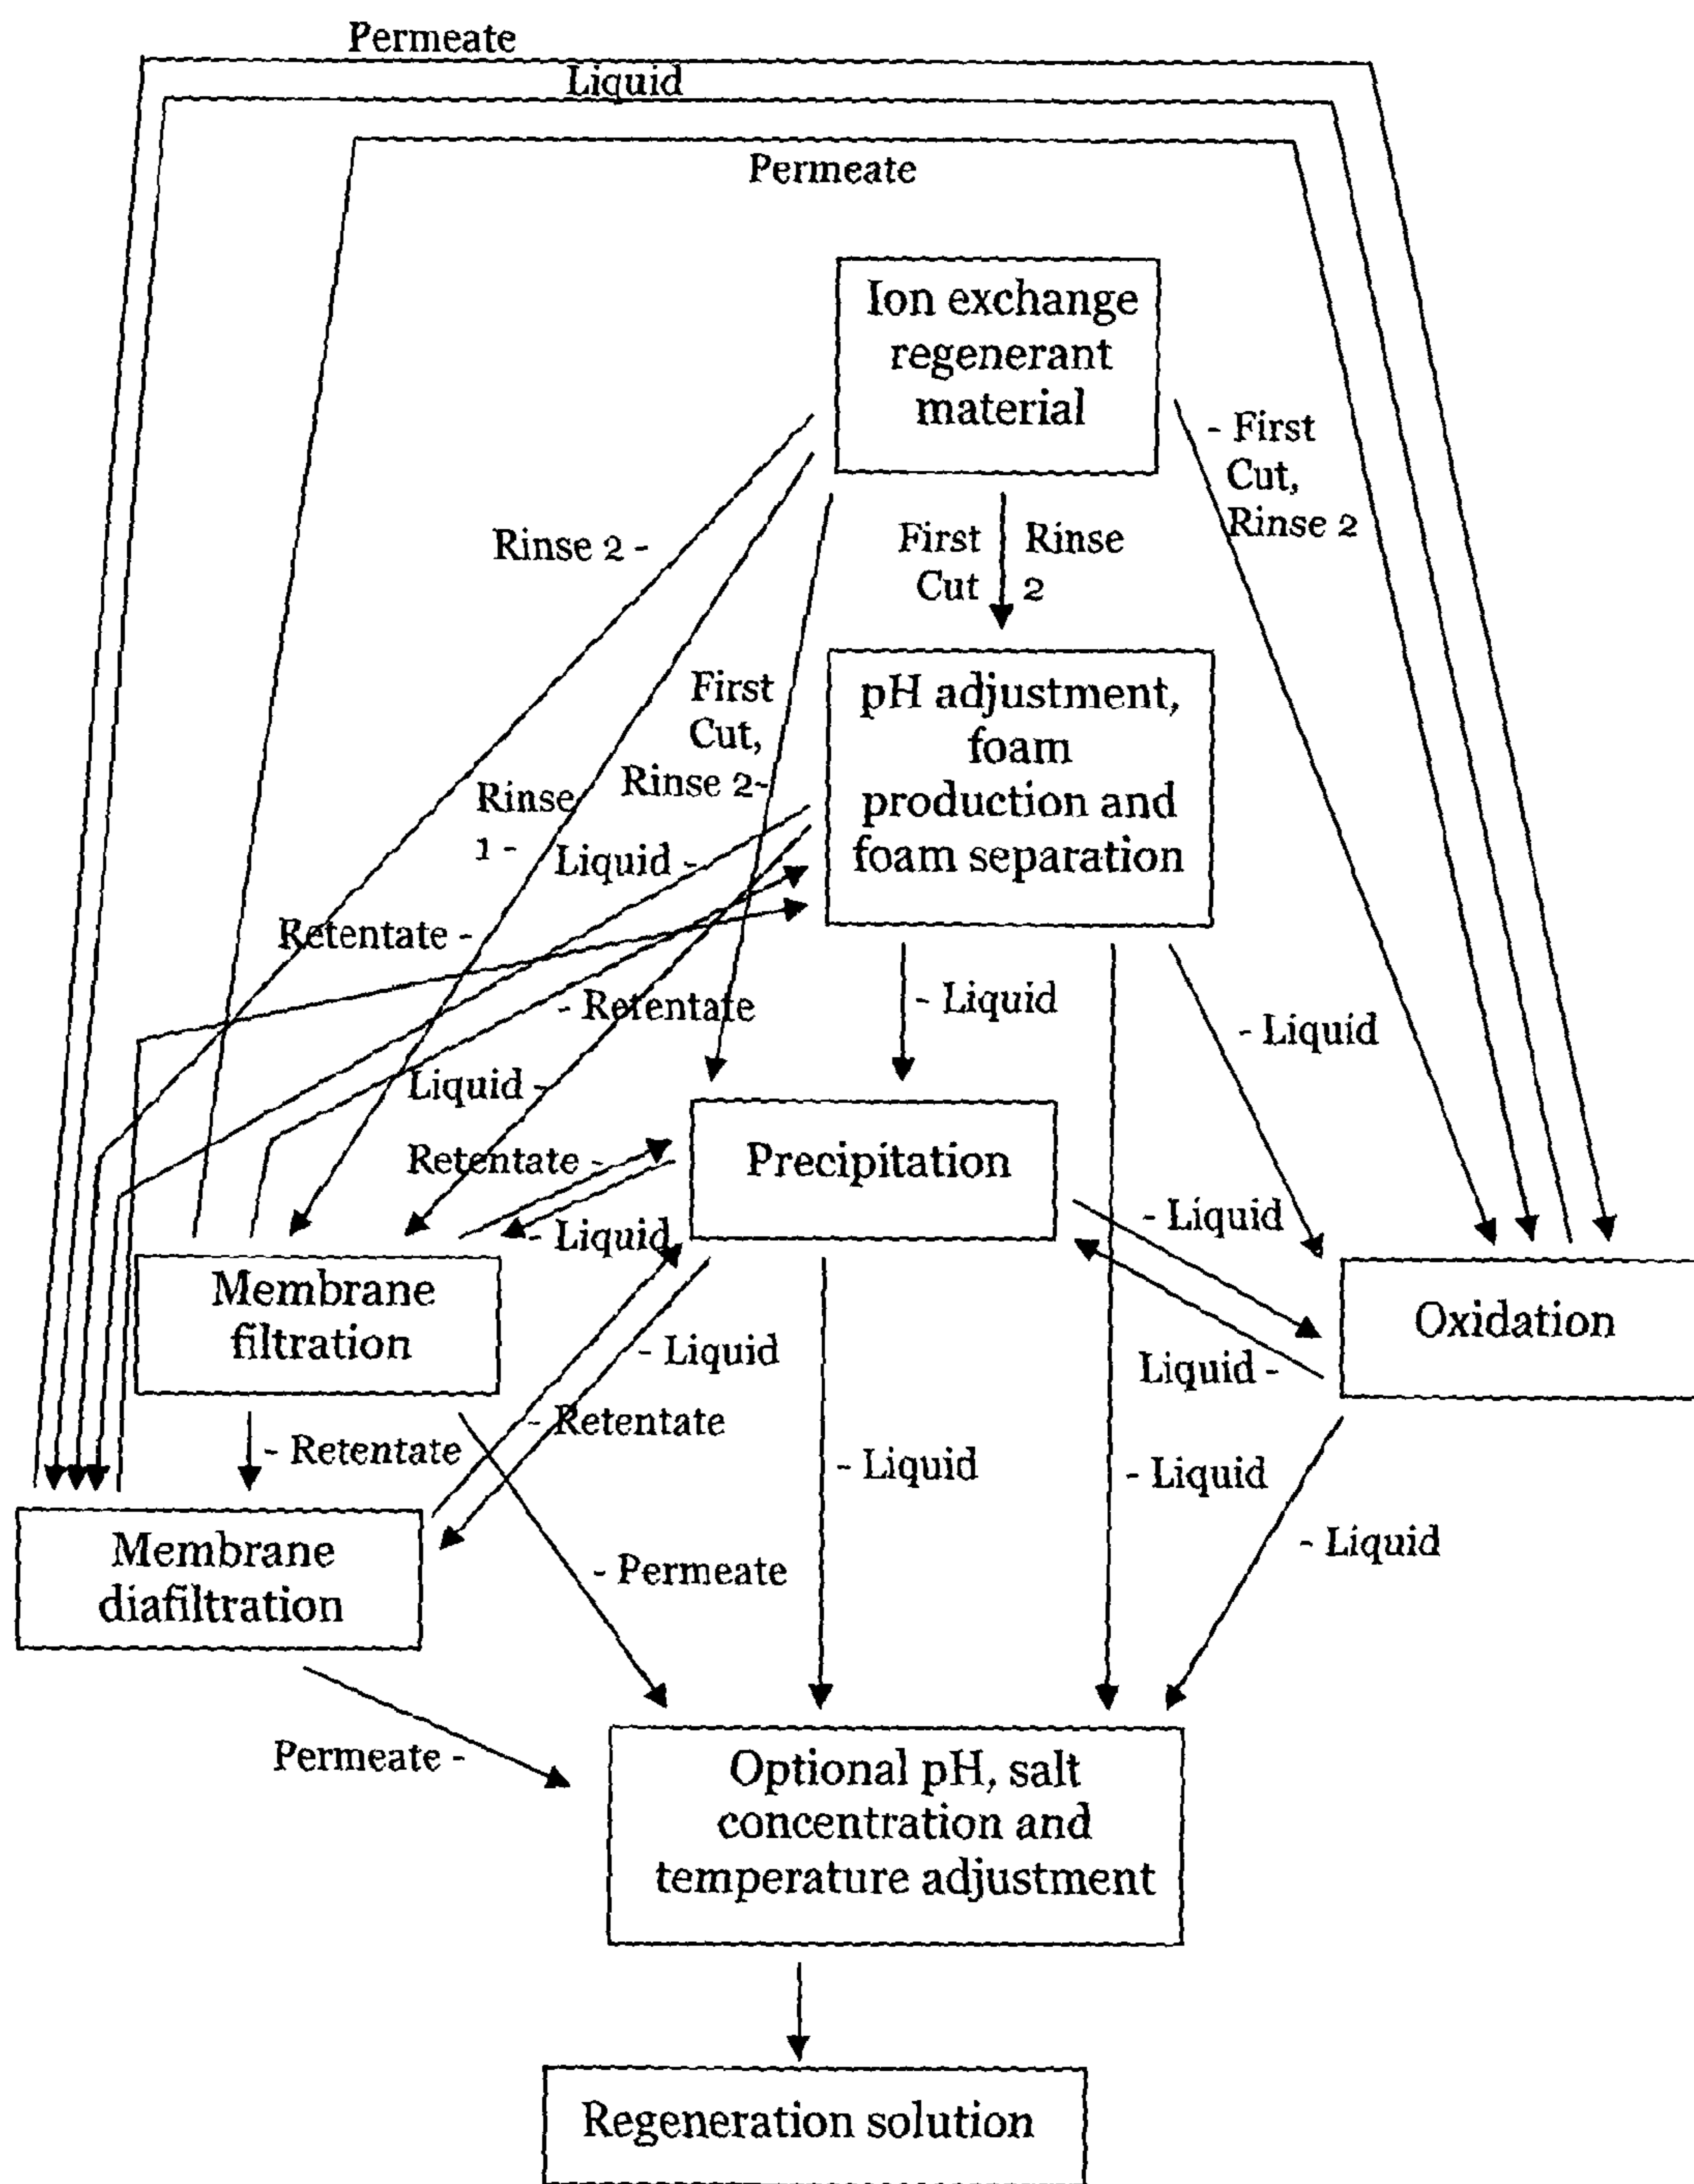 Permeate
Liquid
Permeate
Ion exchange
regenerant
material
- First
Cut,
Rinse 2
Rinse 2 -
First
Cut
Rinse
2
First
Cut,
Rinse 2-
pH adjustment,
foam
production and
foam separation
Rinse
1 -
Liquid -
Retentate -
- Retentate
- Liquid
- Liquid
Liquid -
Retentate -
Precipitation
- Liquid
- Liquid
Membrane
filtration
Oxidation
- Liquid
Liquid -
- Retentate
- Retentate
- Liquid
- Liquid
- Liquid
Membrane
diafiltration
- Permeate
Permeate -
Optional pH, salt
concentration and
temperature adjustment
Regeneration solution